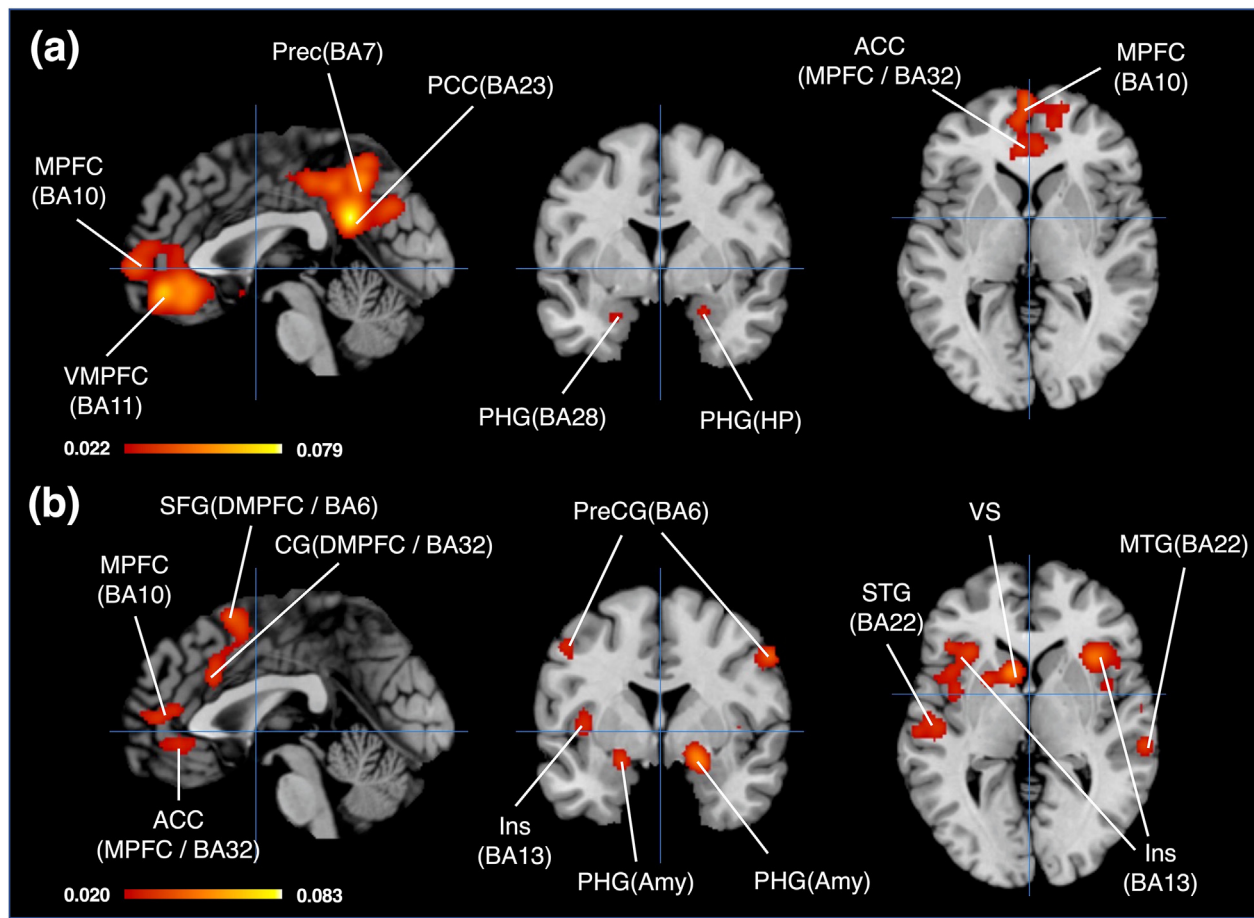 (a)
Prec(BA7)
PCC(BA23)
MPFC
(BA10)
VMPFC
(BA11)
0.022
0.079
PHG(BA28)
PHG(HP)
ACC
(MPFC / BA32)
MPFC
(BA10)
(b)
SFG(DMPFC / BA6)
CG(DMPFC / BA32)
MPFC
(BA10)
ACC
(MPFC / BA32)
0.020
0.083
PreCG(BA6)
Ins
(BA13)
PHG(Amy)
PHG(Amy)
VS
MTG(BA22)
STG
(BA22)
Ins
(BA13)